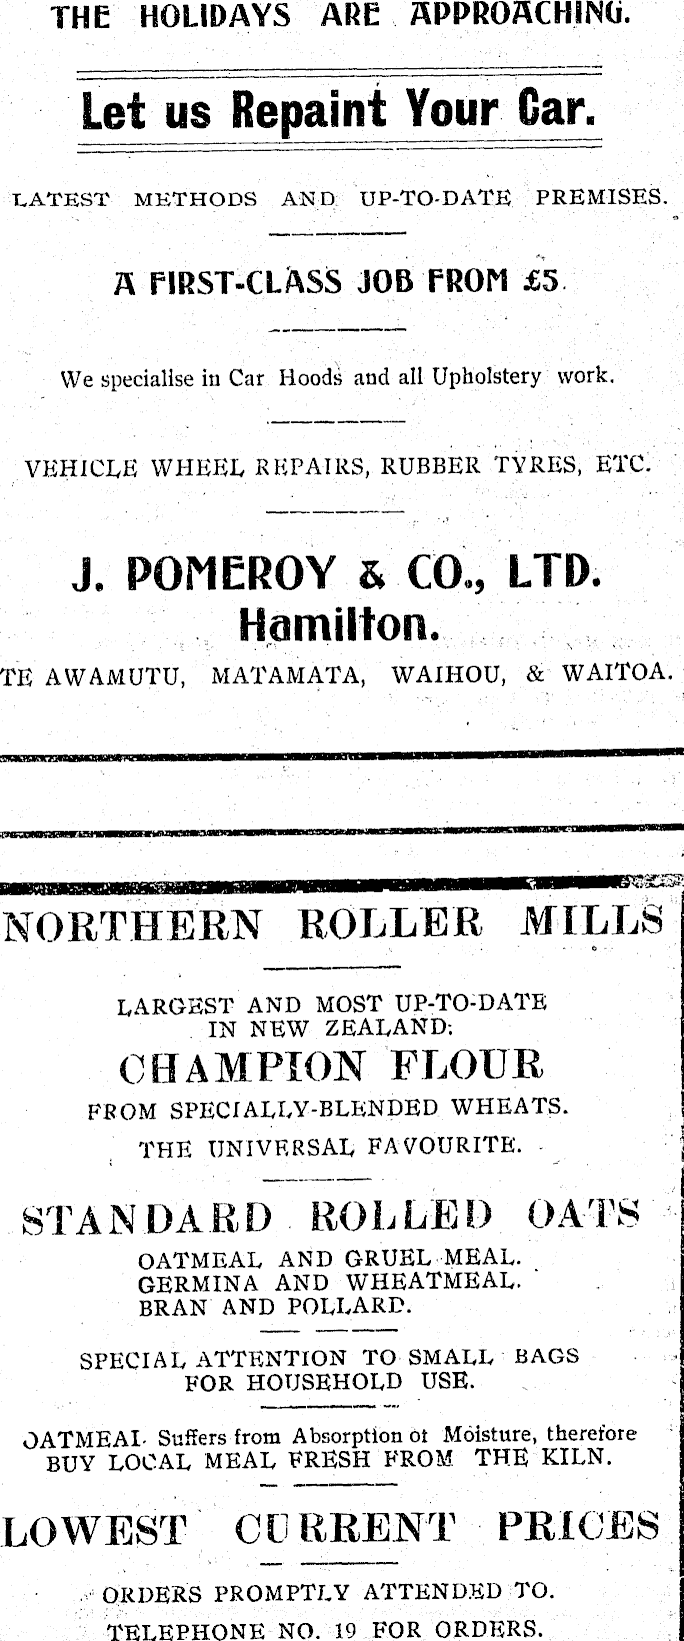 THE HOLIDAYS ARE APPROACHING.
Let us Repaint Your Car.
LATEST METHODS AND UP-TO-DATE PREMISES.
A FIRST-CLASS JOB FROM £5.
We specialise in Car Hoods and all Upholstery work.
VEHICLE WHEEL REPAIRS, RUBBER TYRES, ETC.
J. POMEROY & CO., LTD.
Hamilton.
TE AWAMUTU, MATAMATA, WAIHOU, & WAITOA.
NORTHERN ROLLER MILLS
LARGEST AND MOST UP-TO-DATE
IN NEW ZEALAND:
CHAMPION FLOUR
FROM SPECIALLY-BLENDED WHEATS.
THE UNIVERSAL FAVOURITE.
STANDARD ROLLED OATS
OATMEAL AND GRUEL MEAL.
GERMINA AND WHEATMEAL.
BRAN AND POLLARD.
SPECIAL ATTENTION TO SMALL BAGS
FOR HOUSEHOLD USE.
OATMEAL Suffers from Absorption of Moisture, therefore
BUY LOCAL MEAL FRESH FROM THE KILN.
LOWEST CURRENT PRICES
ORDERS PROMPTLY ATTENDED TO.
TELEPHONE NO. 19 FOR ORDERS.